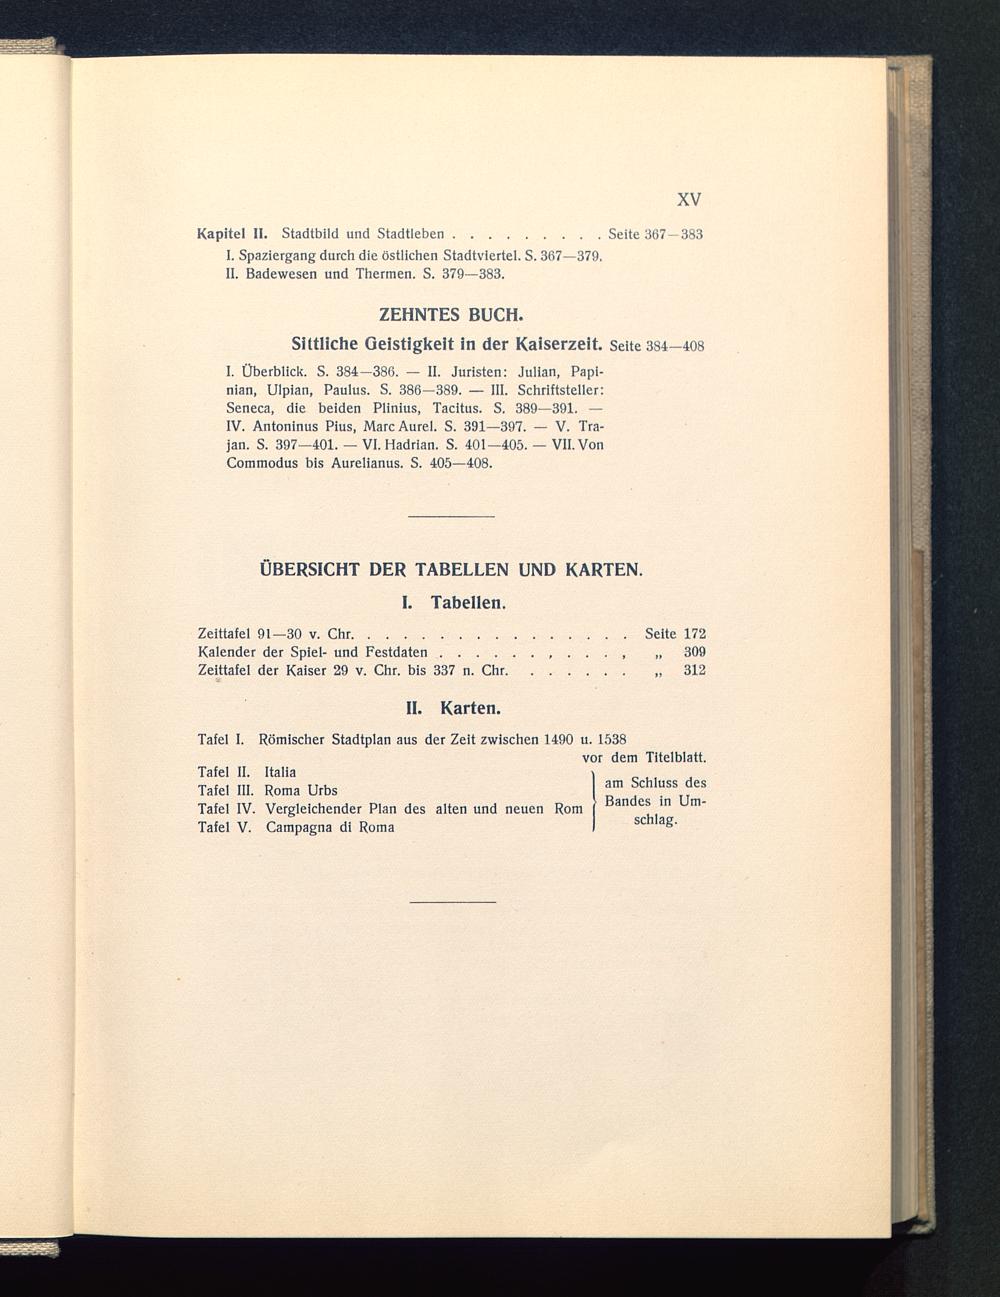 XV
Kapitel II. Stadtbild und Stadtleben . . . . . . . . . Seite 367—383
I. Spaziergang durch die östlichen Stadtviertel. S. 367—379.
II. Badewesen und Thermen. S. 379—383.
ZEHNTES BUCH.
Sittliche Geistigkeit in der Kaiserzeit. Seite 384—408
I. Überblick. S. 384—386. — II. Juristen: Julian, Papi-
nian, Ulpian, Paulus. S. 386—389. — III. Schriftsteller:
Seneca, die beiden Plinius, Tacitus. S. 389—391. —
IV. Antoninus Pius, Marc Aurel. S. 391—397. — V. Tra-
jan. S. 397—401. — VI. Hadrian. S. 401—405. — VII. Von
Commodus bis Aurelianus. S. 405—408.
ÜBERSICHT DER TABELLEN UND KARTEN.
I. Tabellen.
Zeittafel 91—30 v. Chr. . . . . . . . . . . . . . . . . Seite 172
Kalender der Spiel- und Festdaten . . . . . . . . . . . „ 309
Zeittafel der Kaiser 29 v. Chr. bis 337 n. Chr. . . . . . . „ 312
II. Karten.
Tafel I. Römischer Stadtplan aus der Zeit zwischen 1490 u. 1538
vor dem Titelblatt.
Tafel II. Italia
Tafel III. Roma Urbs
Tafel IV. Vergleichender Plan des alten und neuen Rom
Tafel V. Campagna di Roma
am Schluss des
Bandes in Um-
schlag.